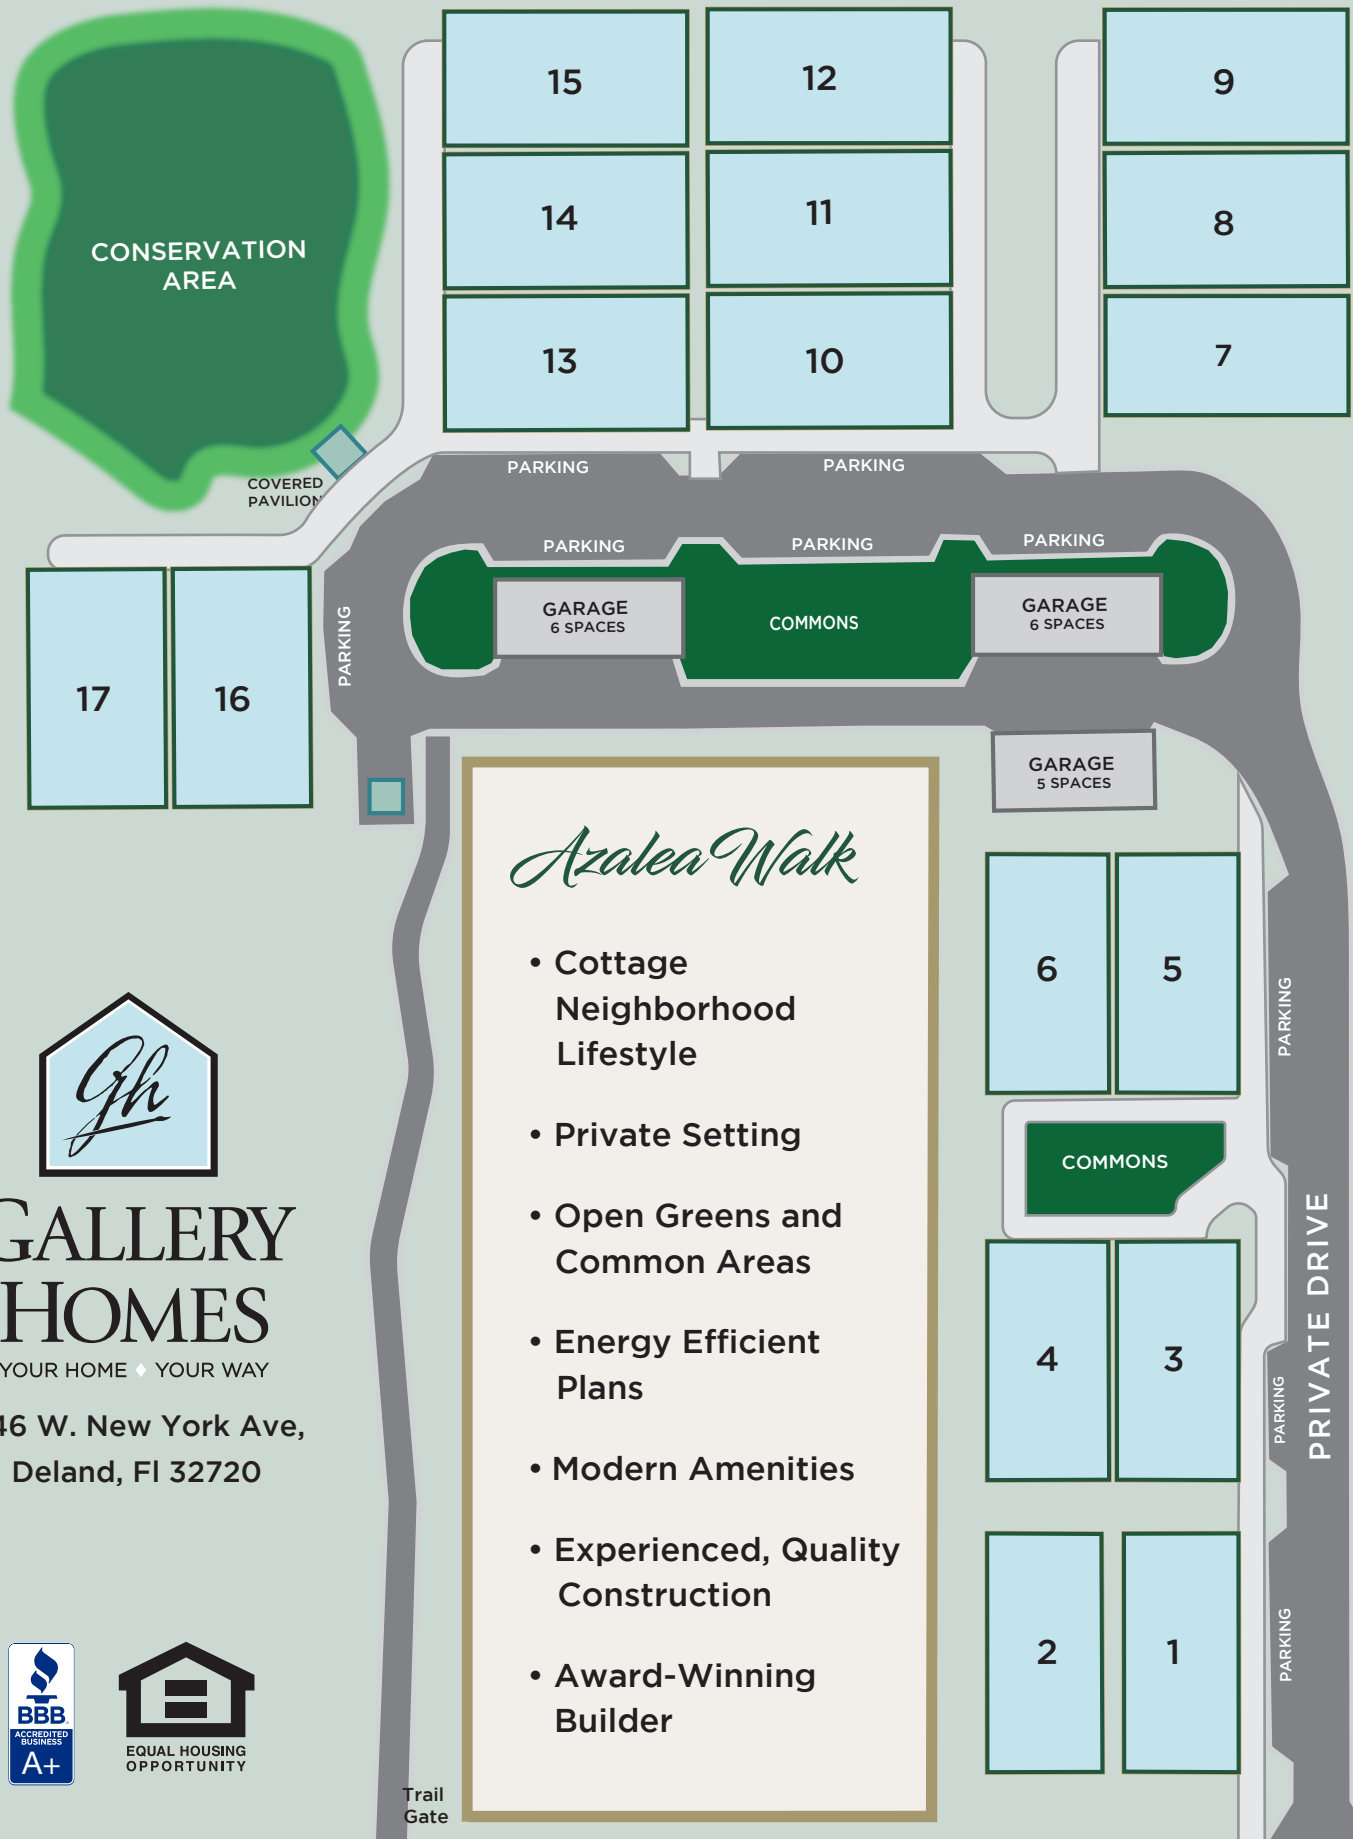 15
12
9
14
11
8
CONSERVATION
AREA
13
10
7
COVERED
PAVILION
PARKING
PARKING
PARKING
PARKING
PARKING
GARAGE
6 SPACES
COMMONS
GARAGE
6 SPACES
PARKING
17
16
GARAGE
5 SPACES
Azalea Walk
• Cottage
Neighborhood
Lifestyle
• Private Setting
• Open Greens and
Common Areas
• Energy Efficient
Plans
• Modern Amenities
• Experienced, Quality
Construction
• Award-Winning
Builder
6
5
PARKING
COMMONS
PRIVATE DRIVE
4
3
PARKING
2
1
PARKING
gh
GALLERY
HOMES
YOUR HOME ♦ YOUR WAY
46 W. New York Ave,
Deland, Fl 32720
BBB
ACCREDITED
BUSINESS
A+
EQUAL HOUSING
OPPORTUNITY
Trail
Gate